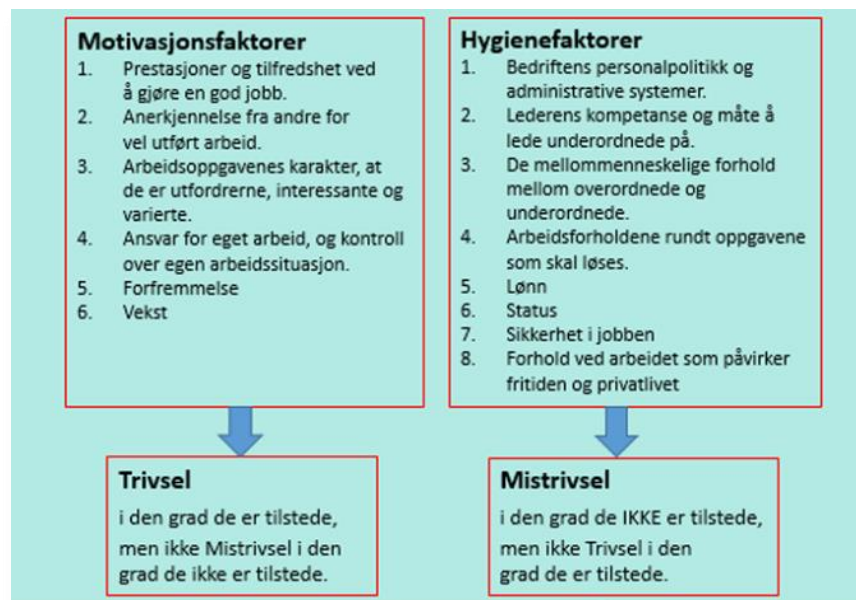 Motivasjonsfaktorer
1. Prestasjoner og tilfredshet ved
å gjøre en god jobb.
2. Anerkjennelse fra andre for
vel utført arbeid.
3. Arbeidsoppgavenes karakter, at
de er utfordrerne, interessante og
varierte.
4. Ansvar for eget arbeid, og kontroll
over egen arbeidssituasjon.
5. Forfremmelse
6. Vekst
Hygienefaktorer
1. Bedriftens personalpolitikk og
administrative systemer.
2. Lederens kompetanse og måte å
lede underordnede på.
3. De mellommenneskelige forhold
mellom overordnede og
underordnede.
4. Arbeidsforholdene rundt oppgavene
som skal løses.
5. Lønn
6. Status
7. Sikkerhet i jobben
8. Forhold ved arbeidet som påvirker
fritiden og privatlivet
Trivsel
i den grad de er tilstede,
men ikke Mistrivsel i den
grad de ikke er tilstede.
Mistrivsel
i den grad de IKKE er tilstede,
men ikke Trivsel i den
grad de er tilstede.